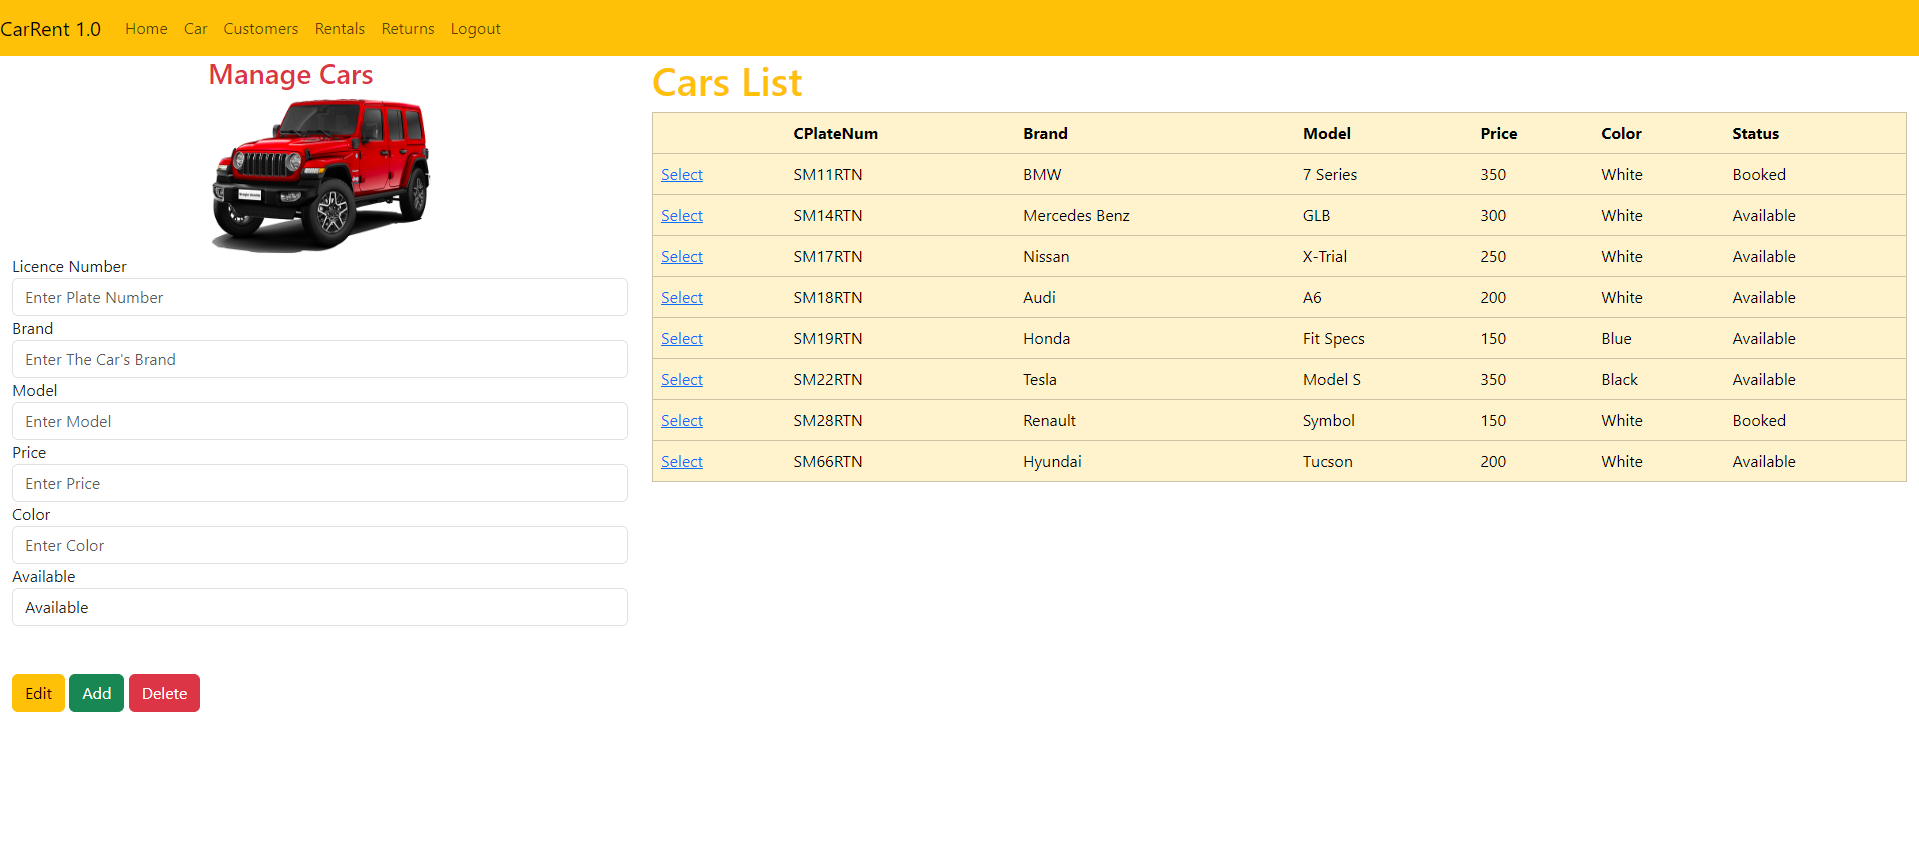 CarRent 1.0 Home Car Customers Rentals Returns Logout
Manage Cars
Licence Number
Enter Plate Number
Brand
Enter The Car's Brand
Model
Enter Model
Price
Enter Price
Color
Enter Color
Available
Available
Edit Add Delete
Cars List
CPlateNum Brand Model Price Color Status
Select SM11RTN BMW 7 Series 350 White Booked
Select SM14RTN Mercedes Benz GLB 300 White Available
Select SM17RTN Nissan X-Trial 250 White Available
Select SM18RTN Audi A6 200 White Available
Select SM19RTN Honda Fit Specs 150 Blue Available
Select SM22RTN Tesla Model S 350 Black Available
Select SM28RTN Renault Symbol 150 White Booked
Select SM66RTN Hyundai Tucson 200 White Available